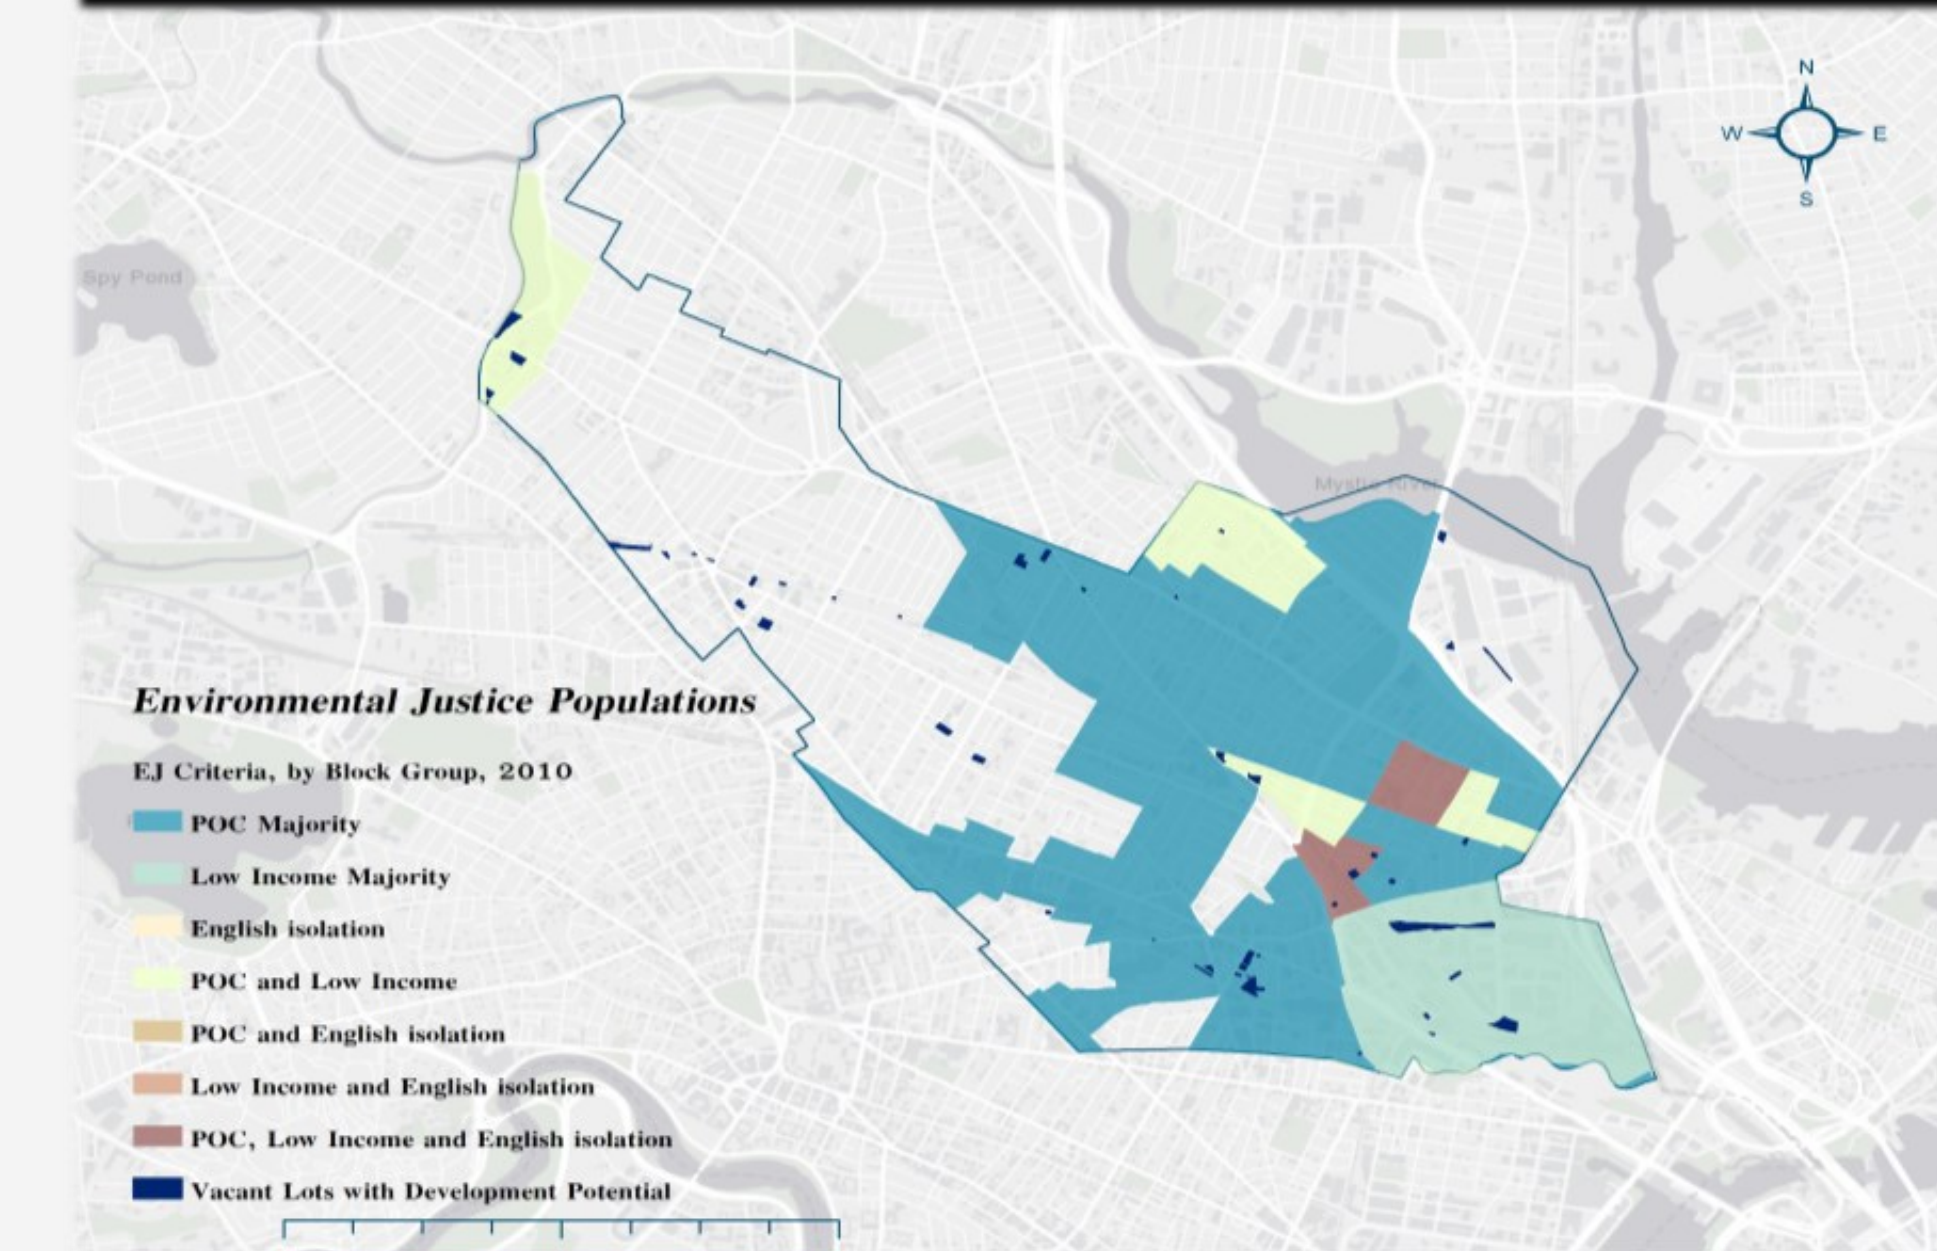 N
W E
S
Spy Pond
Mystic River
Environmental Justice Populations
EJ Criteria, by Block Group, 2010
POC Majority
Low Income Majority
English isolation
POC and Low Income
POC and English isolation
Low Income and English isolation
POC, Low Income and English isolation
Vacant Lots with Development Potential